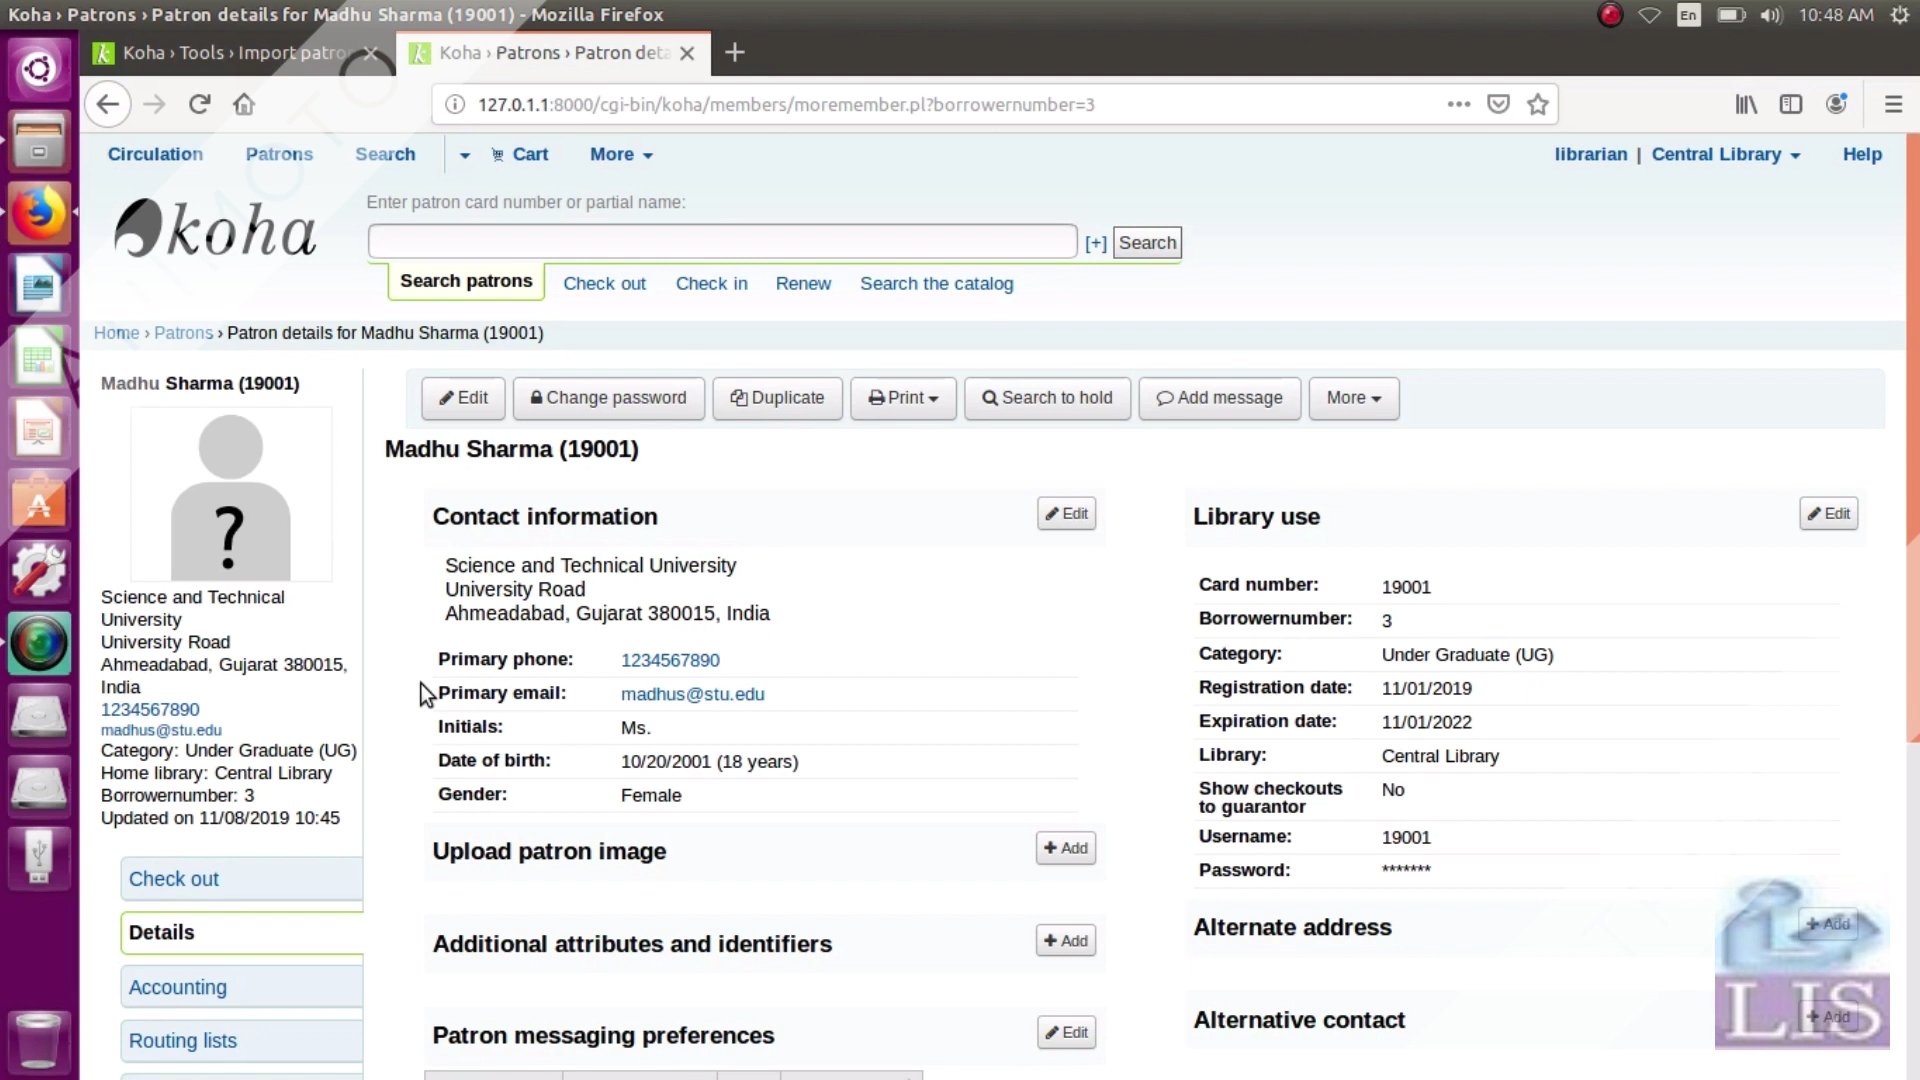 Koha › Patrons › Patron details for Madhu Sharma (19001) - Mozilla Firefox
En
10:48 AM
Koha › Tools › Import patro
Koha › Patrons › Patron deta
127.0.1.1:8000/cgi-bin/koha/members/moremember.pl?borrowernumber=3
Circulation Patrons Search Cart More
librarian | Central Library Help
koha
Enter patron card number or partial name:
[+] Search
Search patrons Check out Check in Renew Search the catalog
Home › Patrons › Patron details for Madhu Sharma (19001)
Madhu Sharma (19001)
?
Science and Technical
University
University Road
Ahmeadabad, Gujarat 380015,
India
1234567890
madhus@stu.edu
Category: Under Graduate (UG)
Home library: Central Library
Borrowernumber: 3
Updated on 11/08/2019 10:45
Check out
Details
Accounting
Routing lists
Edit Change password Duplicate Print Search to hold Add message More
Madhu Sharma (19001)
Contact information Edit
Science and Technical University
University Road
Ahmeadabad, Gujarat 380015, India
Primary phone: 1234567890
Primary email: madhus@stu.edu
Initials: Ms.
Date of birth: 10/20/2001 (18 years)
Gender: Female
Upload patron image + Add
Additional attributes and identifiers + Add
Patron messaging preferences Edit
Library use Edit
Card number: 19001
Borrowernumber: 3
Category: Under Graduate (UG)
Registration date: 11/01/2019
Expiration date: 11/01/2022
Library: Central Library
Show checkouts to guarantor No
Username: 19001
Password: *******
Alternate address + Add
Alternative contact + Add
LIS